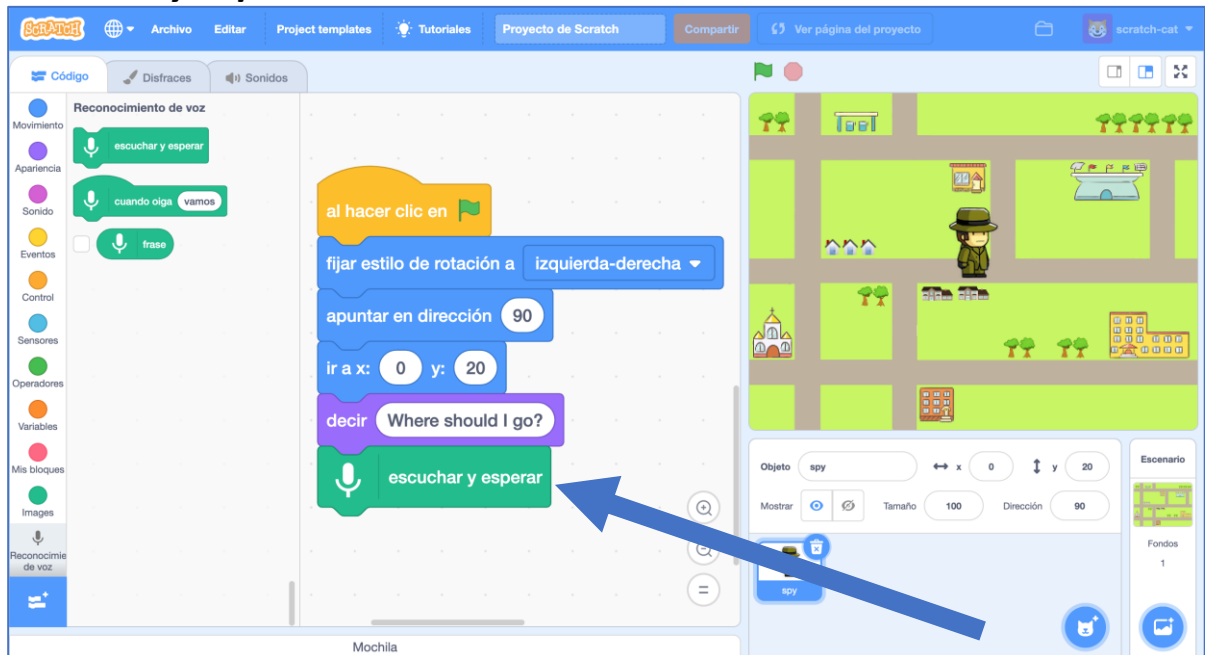 SCRATCH
Archivo
Editar
Project templates
Tutoriales
Proyecto de Scratch
Compartir
Ver página del proyecto
scratch-cat
Código
Disfraces
Sonidos
Movimiento
Apariencia
Sonido
Eventos
Control
Sensores
Operadores
Variables
Mis bloques
Images
Reconocimie
de voz
Reconocimiento de voz
escuchar y esperar
cuando oiga vamos
frase
al hacer clic en
fijar estilo de rotación a izquierda-derecha
apuntar en dirección 90
ir a x: 0 y: 20
decir Where should I go?
escuchar y esperar
Mochila
Objeto spy x 0 y 20
Mostrar Tamaño 100 Dirección 90
spy
Escenario
Fondos
1